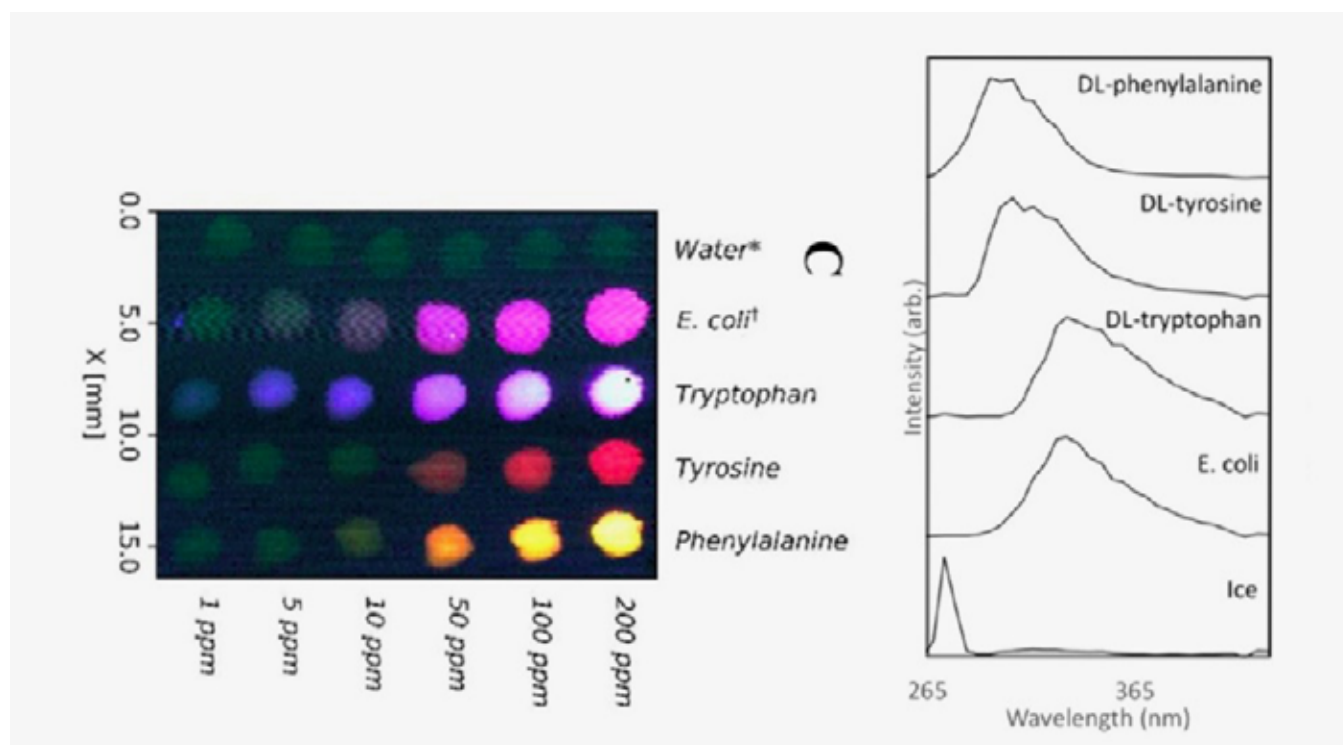 0.0
5.0
10.0
15.0
X [mm]
Water*
E. coli†
Tryptophan
Tyrosine
Phenylalanine
C
1 ppm
5 ppm
10 ppm
50 ppm
100 ppm
200 ppm
DL-phenylalanine
DL-tyrosine
DL-tryptophan
E. coli
Ice
Intensity (arb.)
265 365
Wavelength (nm)